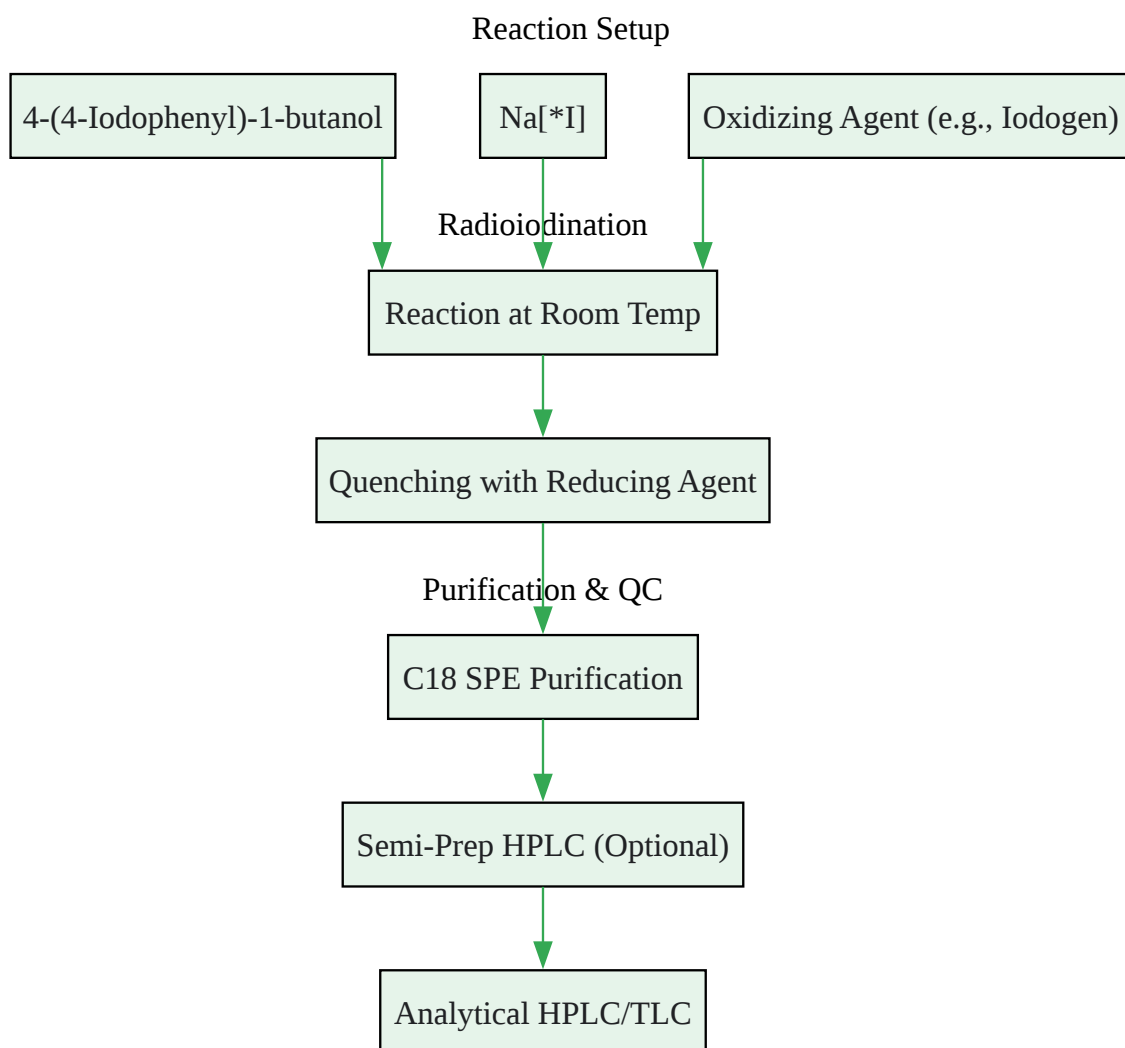 Reaction Setup
4-(4-Iodophenyl)-1-butanol
Na[*I]
Oxidizing Agent (e.g., Iodogen)
Radioiodination
Reaction at Room Temp
Quenching with Reducing Agent
Purification & QC
C18 SPE Purification
Semi-Prep HPLC (Optional)
Analytical HPLC/TLC